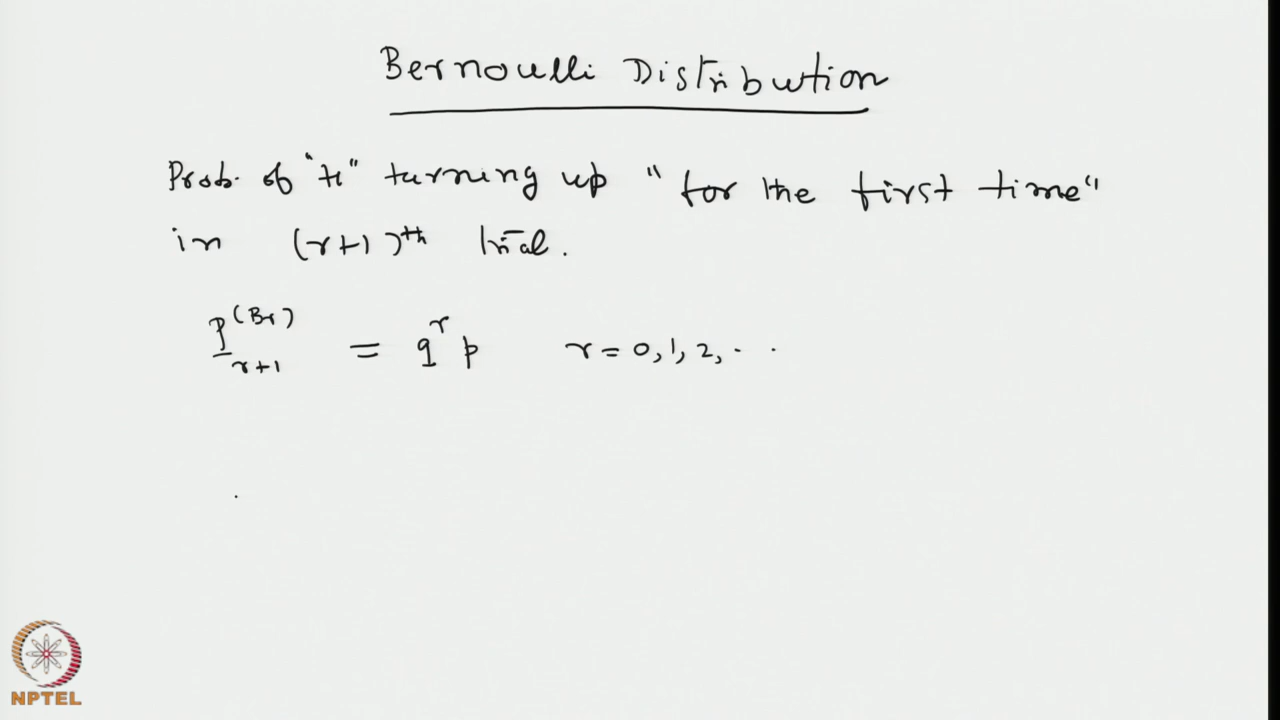 Bernoulli Distribution
Prob. of "H" turning up "for the first time"
in (r+1)th trial.
P_{r+1}^{(Br)} = q^r p r = 0, 1, 2, . .
NPTEL